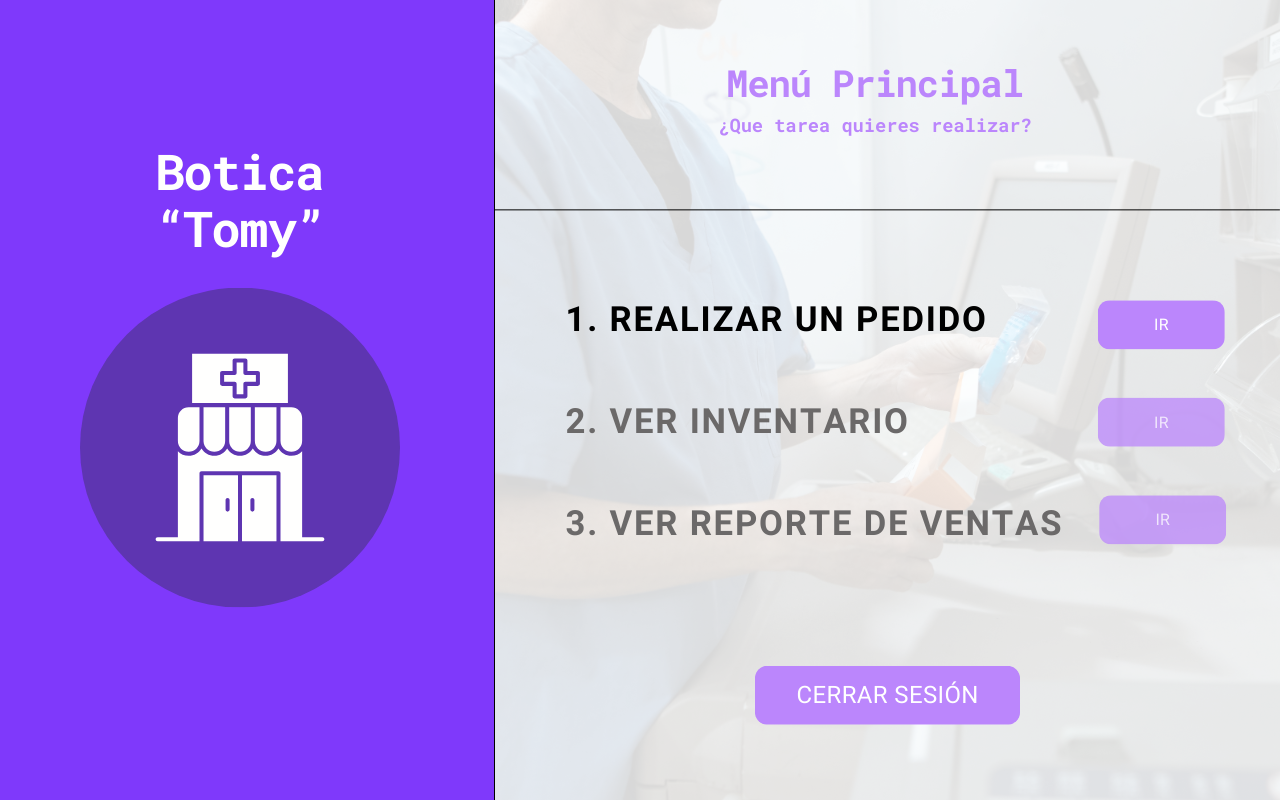 Botica
“Tomy”
Menú Principal
¿Que tarea quieres realizar?
1. REALIZAR UN PEDIDO
IR
2. VER INVENTARIO
IR
3. VER REPORTE DE VENTAS
IR
CERRAR SESIÓN